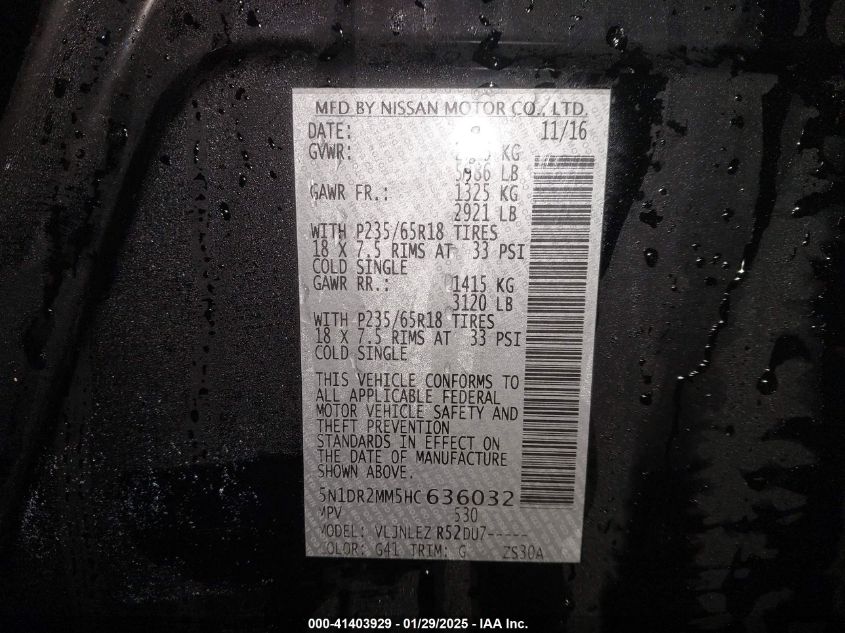 MFD BY NISSAN MOTOR CO., LTD.
DATE: 11/16
GVWR: KG
LB
GAWR FR.: 1325 KG
2921 LB
WITH P235/65R18 TIRES
18 X 7.5 RIMS AT 33 PSI
COLD SINGLE
GAWR RR.: 1415 KG
3120 LB
WITH P235/65R18 TIRES
18 X 7.5 RIMS AT 33 PSI
COLD SINGLE
THIS VEHICLE CONFORMS TO
ALL APPLICABLE FEDERAL
MOTOR VEHICLE SAFETY AND
THEFT PREVENTION
STANDARDS IN EFFECT ON
THE DATE OF MANUFACTURE
SHOWN ABOVE.
5N1DR2MM5HC636032
MPV 530
MODEL: VLJNLEZ R52DU7-----
COLOR: G41 TRIM: G ZS30A
000-41403929 - 01/29/2025 - IAA Inc.